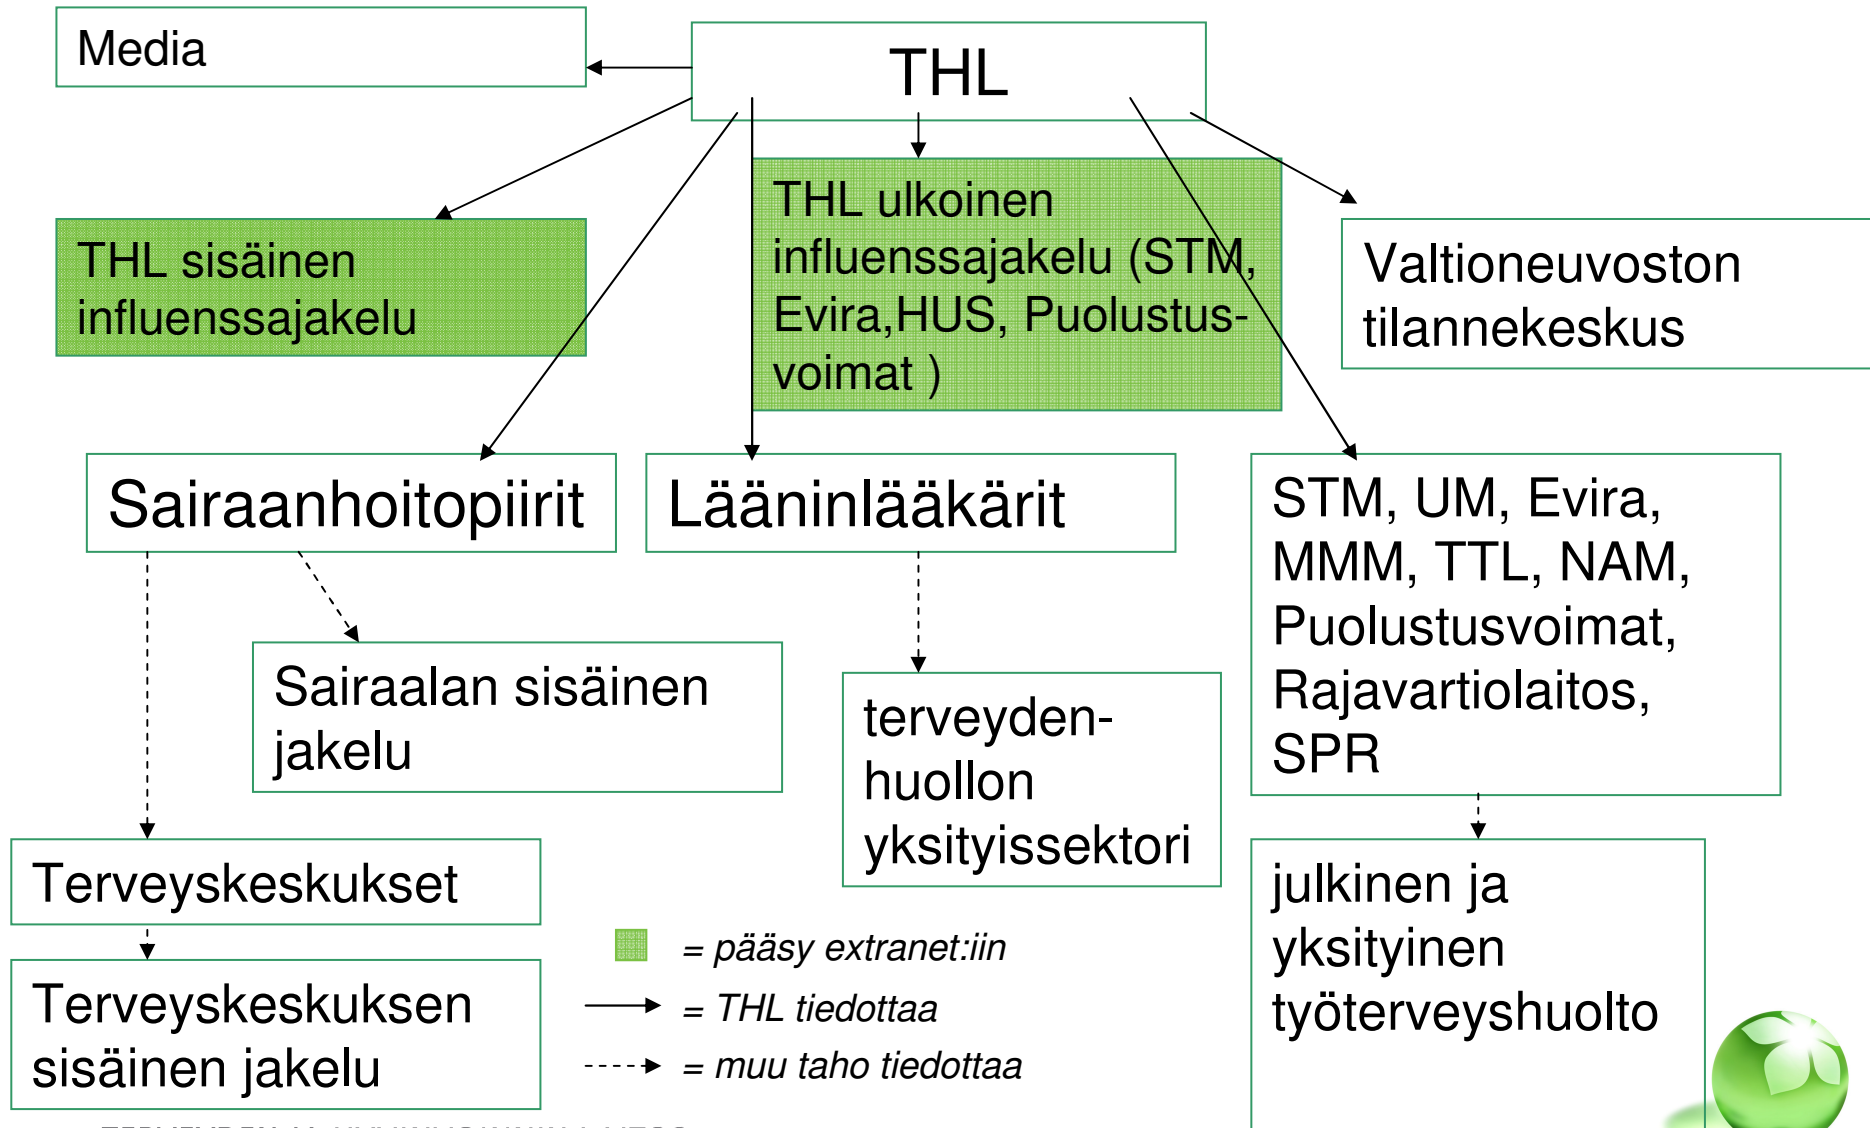 Media
THL
THL sisäinen
influenssajakelu
THL ulkoinen
influenssajakelu (STM,
Evira,HUS, Puolustus-
voimat )
Valtioneuvoston
tilannekeskus
Sairaanhoitopiirit
Lääninlääkärit
STM, UM, Evira,
MMM, TTL, NAM,
Puolustusvoimat,
Rajavartiolaitos,
SPR
Sairaalan sisäinen
jakelu
terveyden-
huollon
yksityissektori
Terveyskeskukset
Terveyskeskuksen
sisäinen jakelu
julkinen ja
yksityinen
työterveyshuolto
= pääsy extranet:iin
= THL tiedottaa
= muu taho tiedottaa